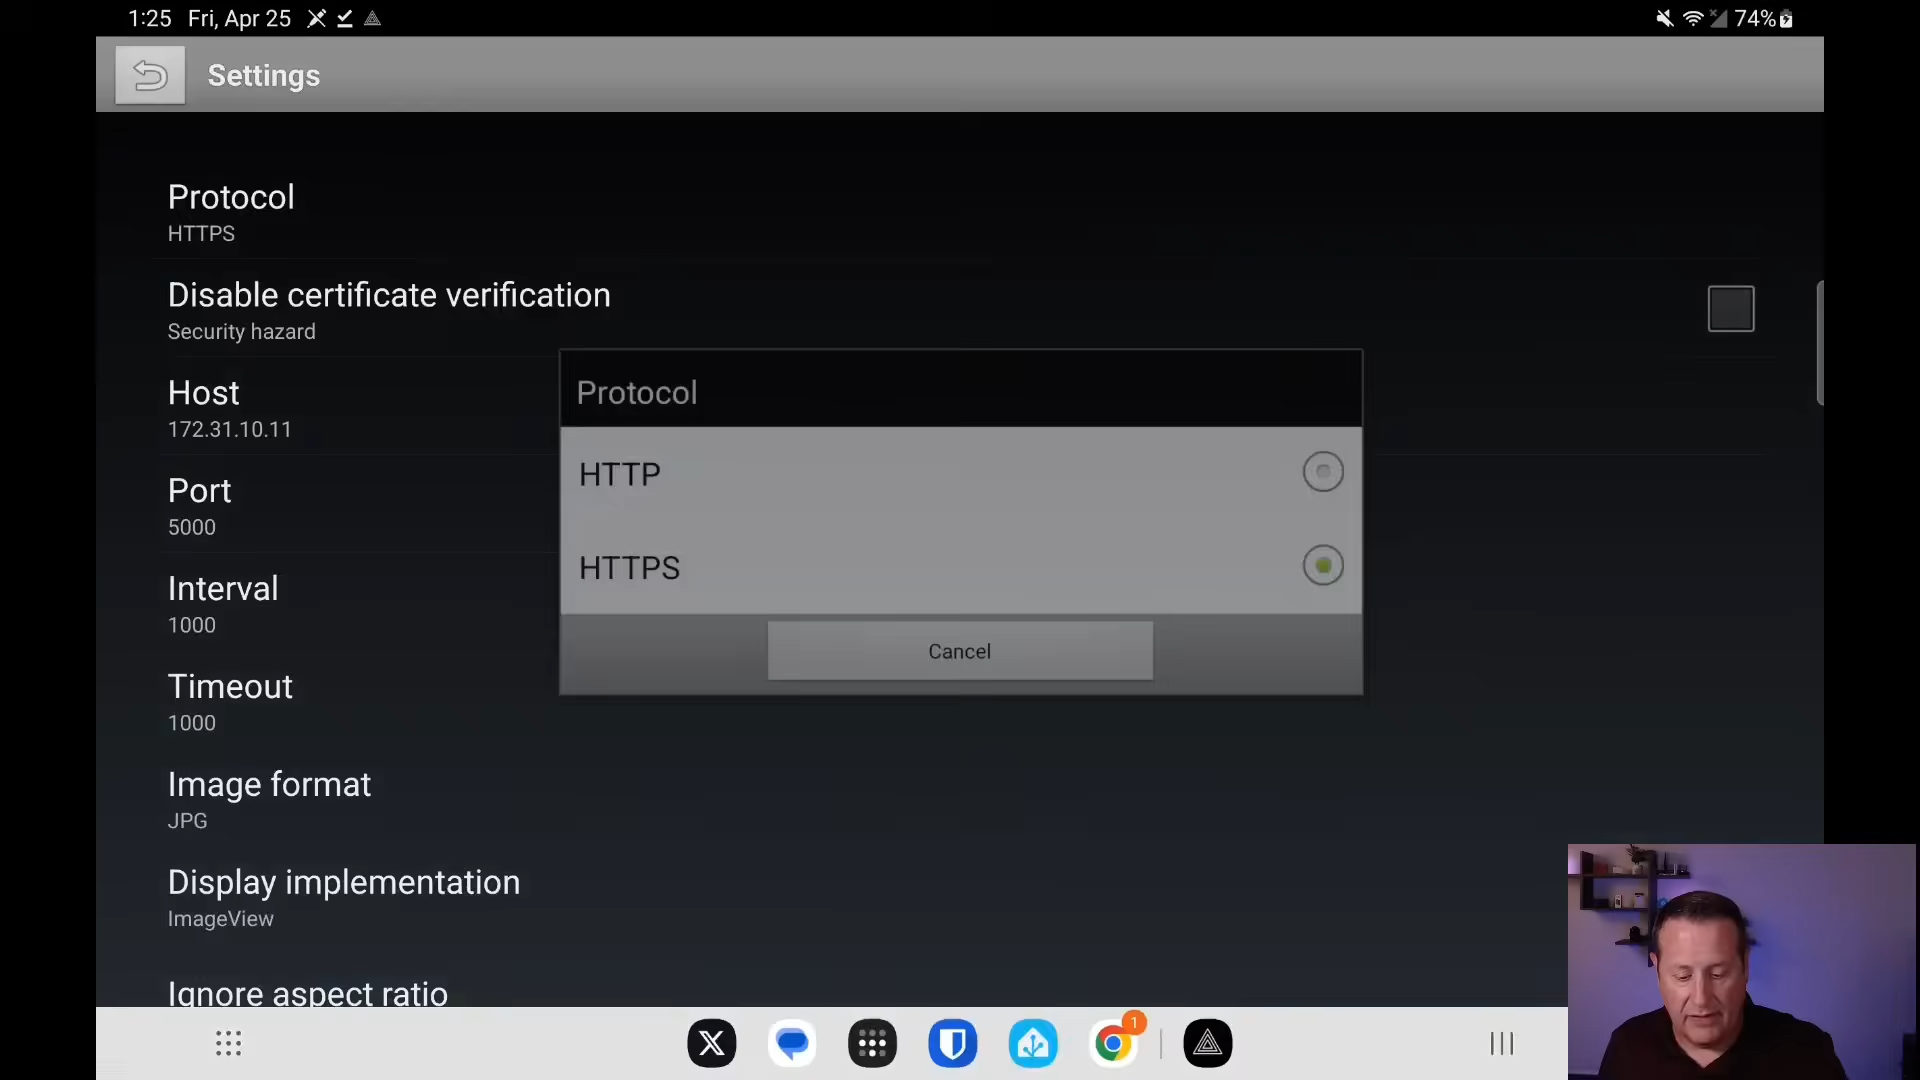 1:25 Fri, Apr 25
74%
Settings
Protocol
HTTPS
Disable certificate verification
Security hazard
Host
172.31.10.11
Port
5000
Interval
1000
Timeout
1000
Image format
JPG
Display implementation
ImageView
Ignore aspect ratio
Protocol
HTTP
HTTPS
Cancel
1